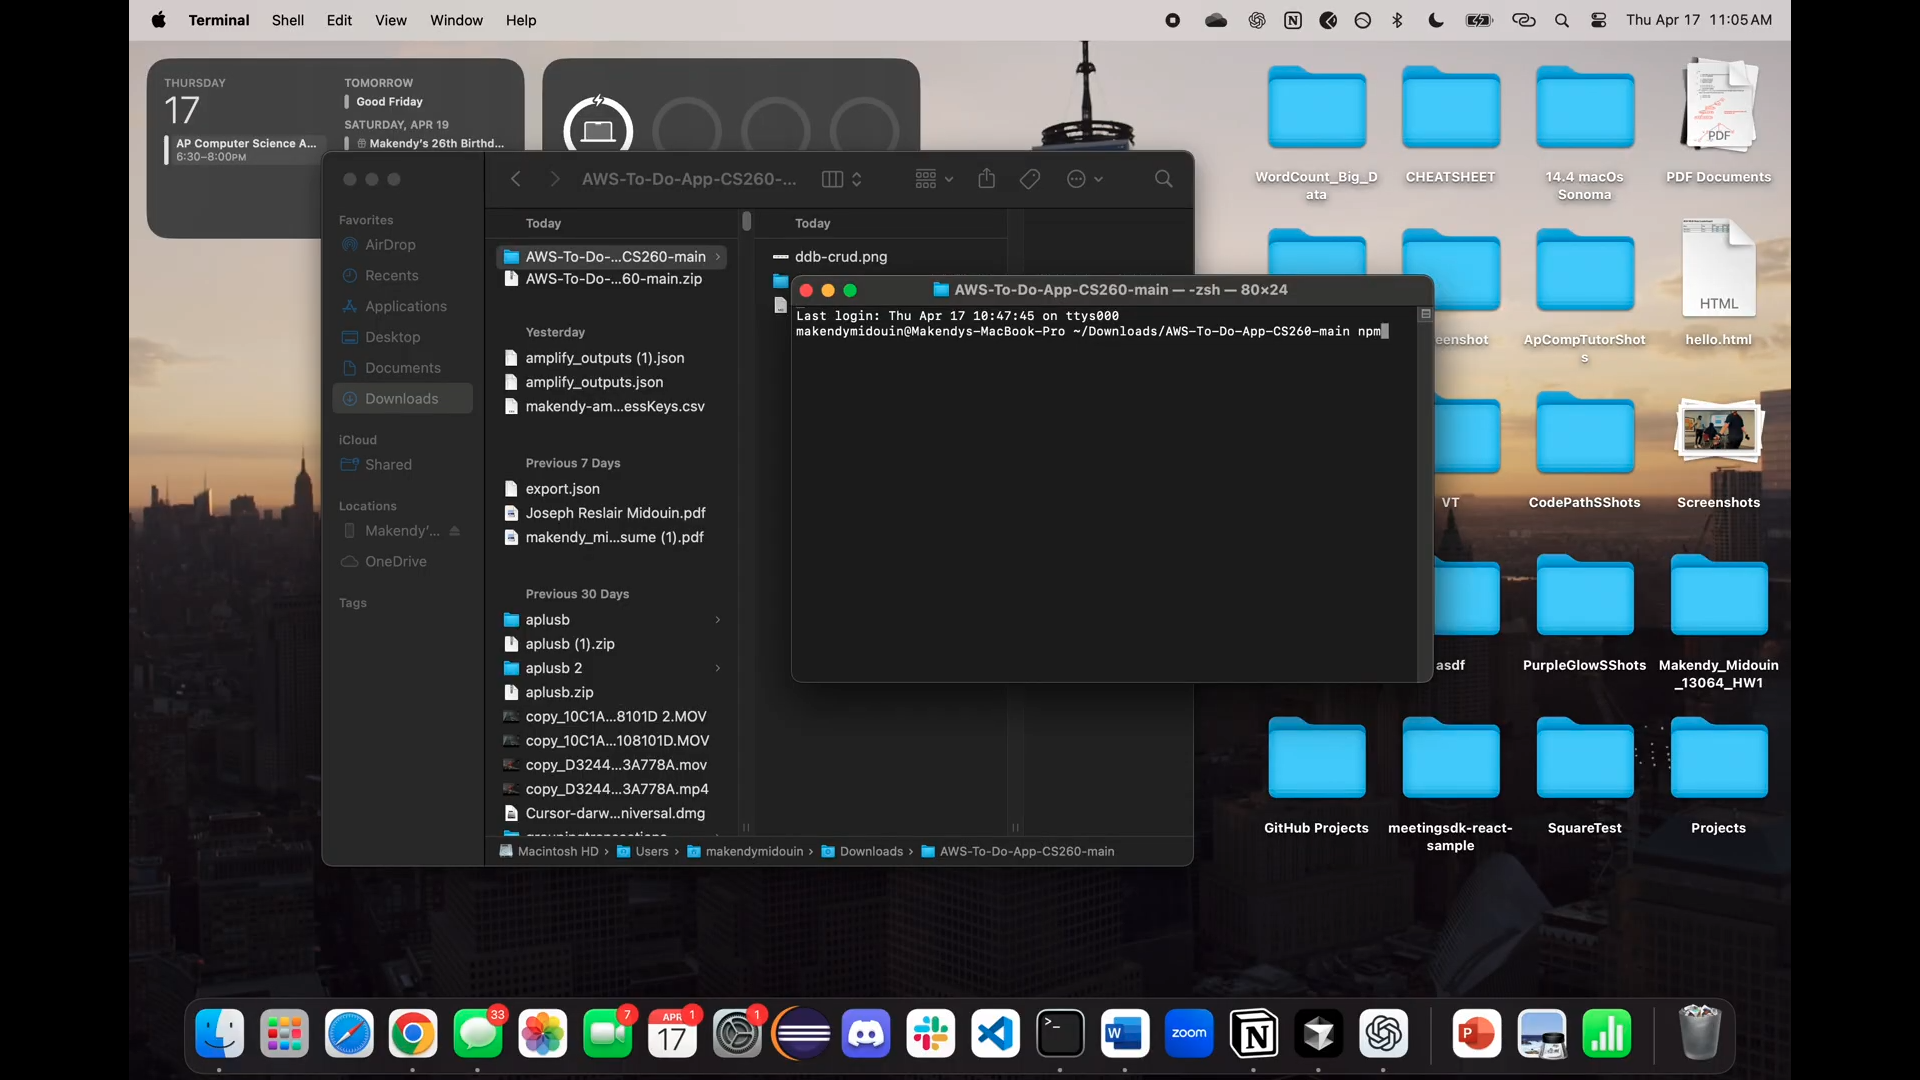 Terminal Shell Edit View Window Help
Thu Apr 17 11:05 AM
THURSDAY
17
AP Computer Science A...
6:30–8:00PM
TOMORROW
Good Friday
SATURDAY, APR 19
Makendy's 26th Birthd...
AWS-To-Do-App-CS260-...
Favorites
AirDrop
Recents
Applications
Desktop
Documents
Downloads
iCloud
Shared
Locations
Makendy'...
OneDrive
Tags
Today
AWS-To-Do-...CS260-main
AWS-To-Do-...60-main.zip
Yesterday
amplify_outputs (1).json
amplify_outputs.json
makendy-am...essKeys.csv
Previous 7 Days
export.json
Joseph Reslair Midouin.pdf
makendy_mi...sume (1).pdf
Previous 30 Days
aplusb
aplusb (1).zip
aplusb 2
aplusb.zip
copy_10C1A...8101D 2.MOV
copy_10C1A...108101D.MOV
copy_D3244...3A778A.mov
copy_D3244...3A778A.mp4
Cursor-darw...niversal.dmg
Today
ddb-crud.png
Macintosh HD › Users › makendymidouin › Downloads › AWS-To-Do-App-CS260-main
AWS-To-Do-App-CS260-main — -zsh — 80×24
Last login: Thu Apr 17 10:47:45 on ttys000
makendymidouin@Makendys-MacBook-Pro ~/Downloads/AWS-To-Do-App-CS260-main npm
WordCount_Big_D
ata
CHEATSHEET
14.4 macOs
Sonoma
PDF
PDF Documents
eenshot
ApCompTutorShot
s
HTML
hello.html
VT
CodePathSShots
Screenshots
asdf
PurpleGlowSShots
Makendy_Midouin
_13064_HW1
GitHub Projects
meetingsdk-react-
sample
SquareTest
Projects
33
7
APR
17
1
1
zoom